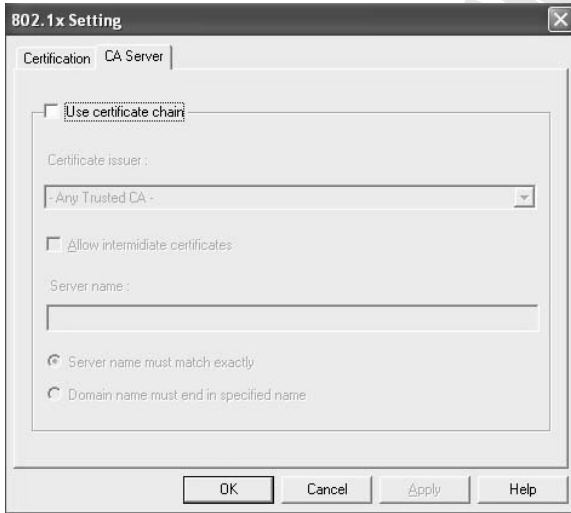 802.1x Setting
Certification CA Server
Use certificate chain
Certificate issuer :
- Any Trusted CA -
Allow intermidiate certificates
Server name :
Server name must match exactly
Domain name must end in specified name
OK Cancel Apply Help